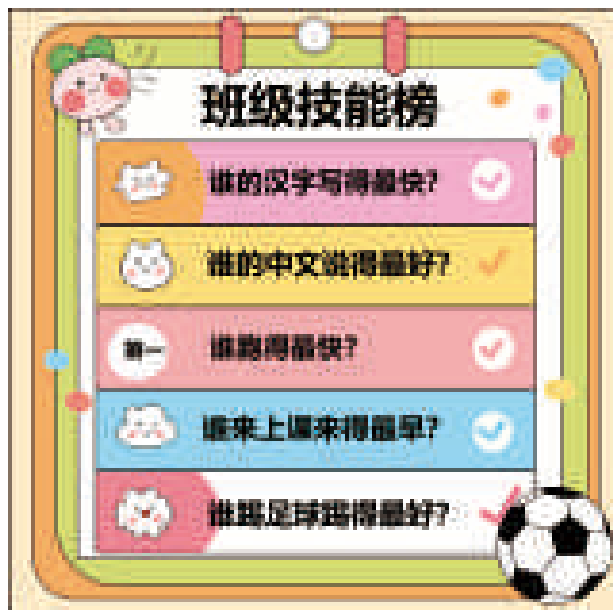 班级技能榜
谁的汉字写得最快?
谁的中文说得最好?
第一
谁跑得最快?
谁来上课来得最早?
谁踢足球踢得最好?